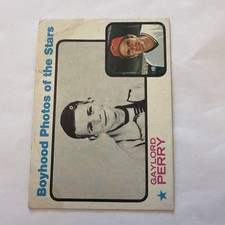 Boyhood Photos of the Stars
GAYLORD
PERRY